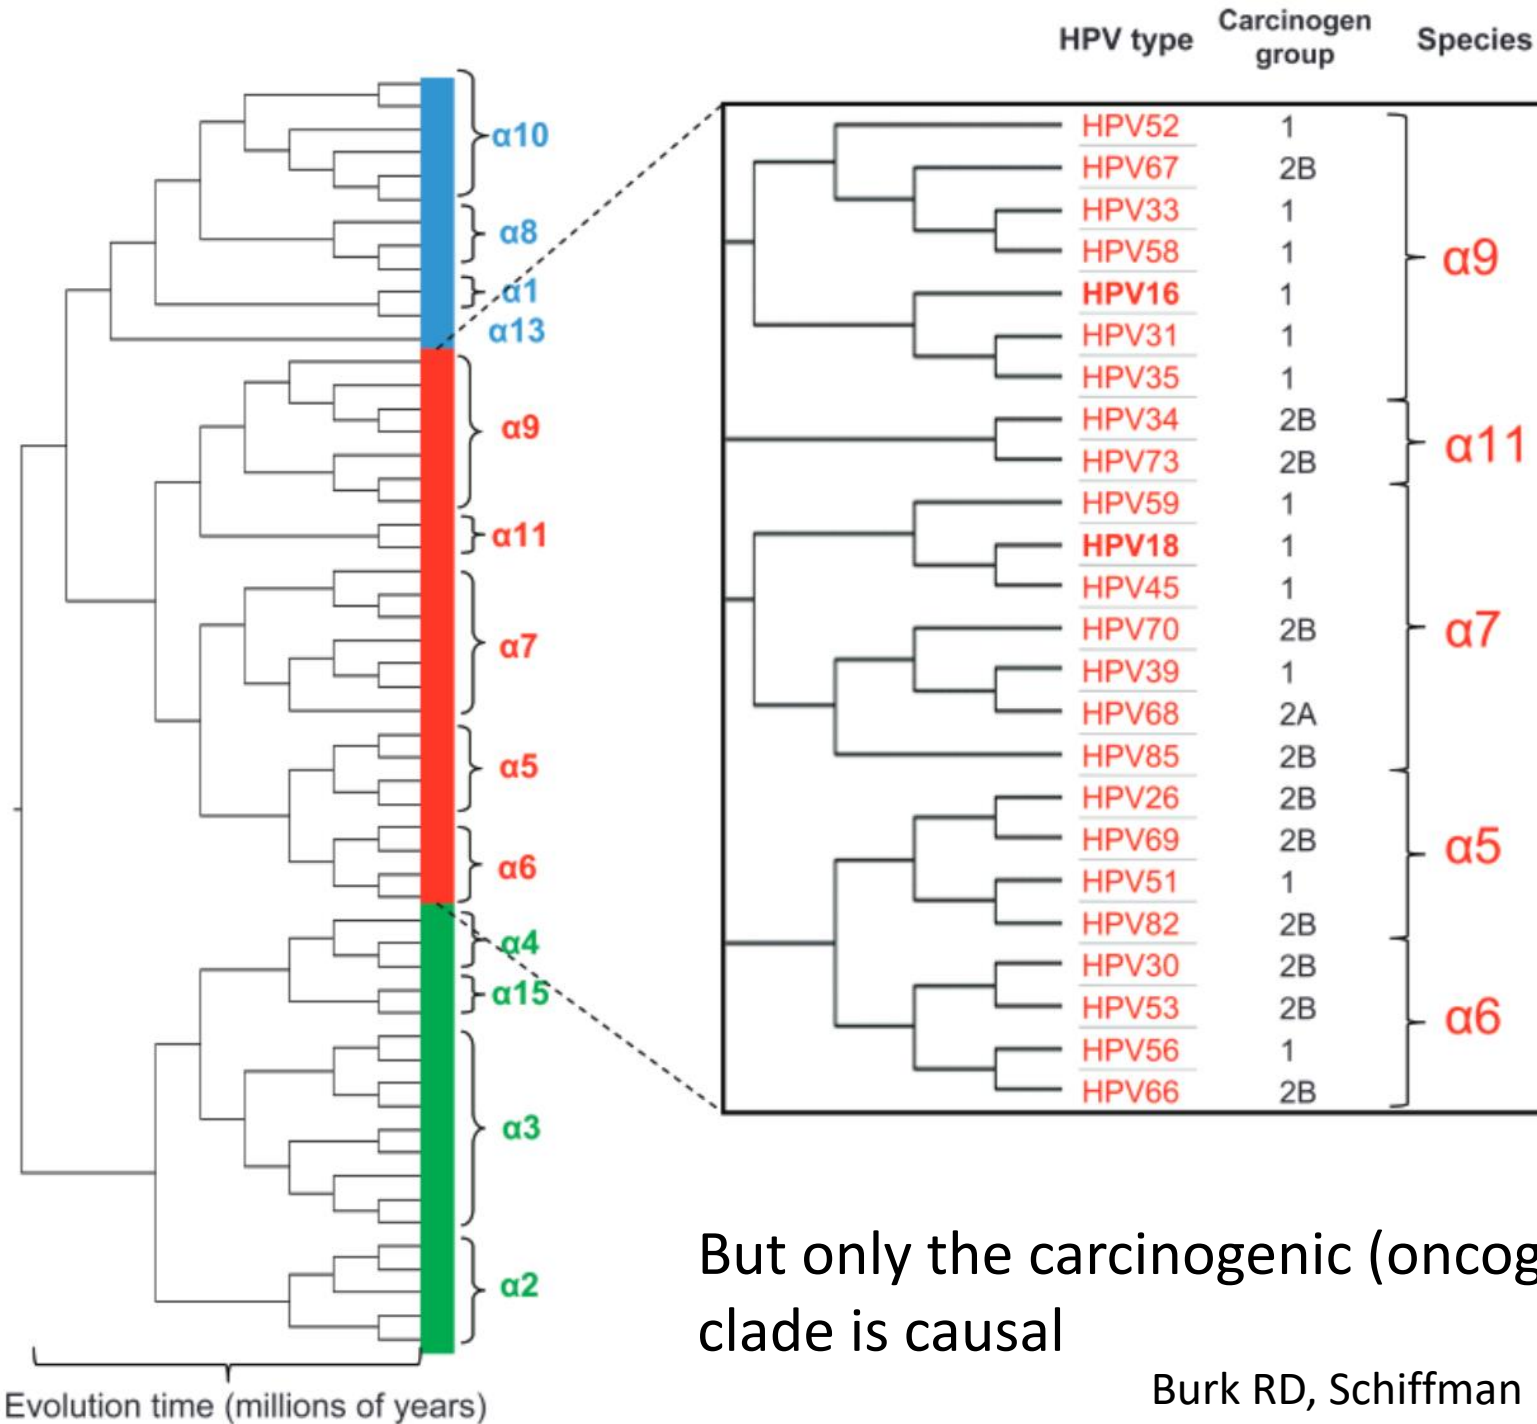 α10
α8
α1
α13
α9
α11
α7
α5
α6
α4
α15
α3
α2
Evolution time (millions of years)
HPV type Carcinogen group Species
HPV52 1
HPV67 2B
HPV33 1
HPV58 1
HPV16 1
HPV31 1
HPV35 1
α9
HPV34 2B
HPV73 2B
α11
HPV59 1
HPV18 1
HPV45 1
HPV70 2B
HPV39 1
HPV68 2A
HPV85 2B
α7
HPV26 2B
HPV69 2B
HPV51 1
HPV82 2B
α5
HPV30 2B
HPV53 2B
HPV56 1
HPV66 2B
α6
But only the carcinogenic (oncog
clade is causal
Burk RD, Schiffman